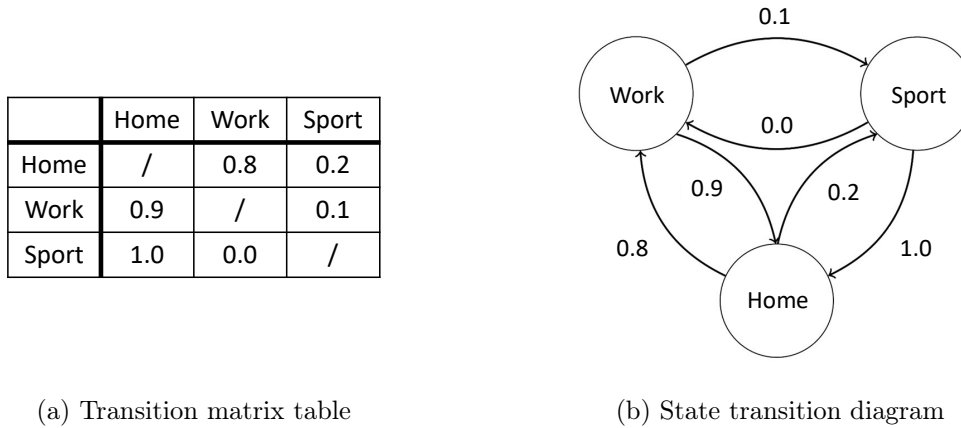 Home Work Sport
Home / 0.8 0.2
Work 0.9 / 0.1
Sport 1.0 0.0 /
(a) Transition matrix table
0.1
Work
Sport
0.0
0.9
0.2
0.8
1.0
Home
(b) State transition diagram